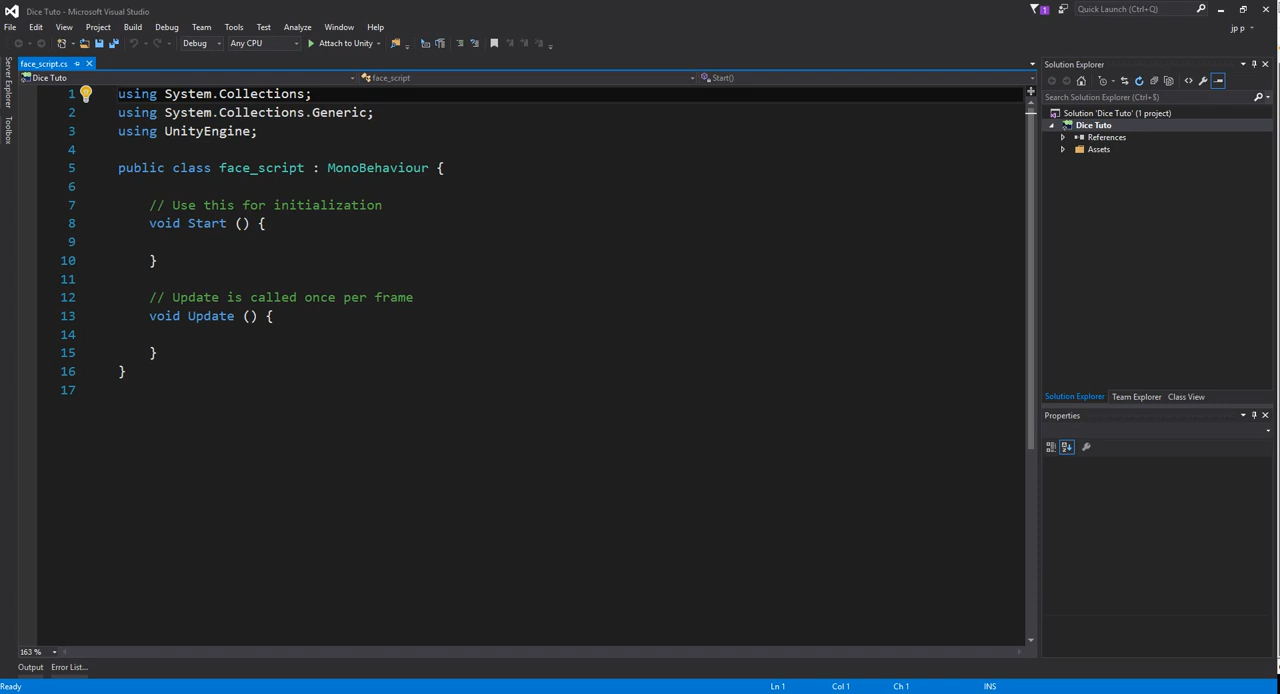 Dice Tuto - Microsoft Visual Studio
1
Quick Launch (Ctrl+Q)
File Edit View Project Build Debug Team Tools Test Analyze Window Help
jp p
Debug Any CPU Attach to Unity
face_script.cs
Dice Tuto face_script Start()
1 using System.Collections;
2 using System.Collections.Generic;
3 using UnityEngine;
4
5 public class face_script : MonoBehaviour {
6
7 // Use this for initialization
8 void Start () {
9
10 }
11
12 // Update is called once per frame
13 void Update () {
14
15 }
16 }
17
163 %
Server Explorer
Toolbox
Solution Explorer
Search Solution Explorer (Ctrl+$)
Solution 'Dice Tuto' (1 project)
Dice Tuto
References
Assets
Solution Explorer Team Explorer Class View
Properties
Output Error List...
Ready Ln 1 Col 1 Ch 1 INS